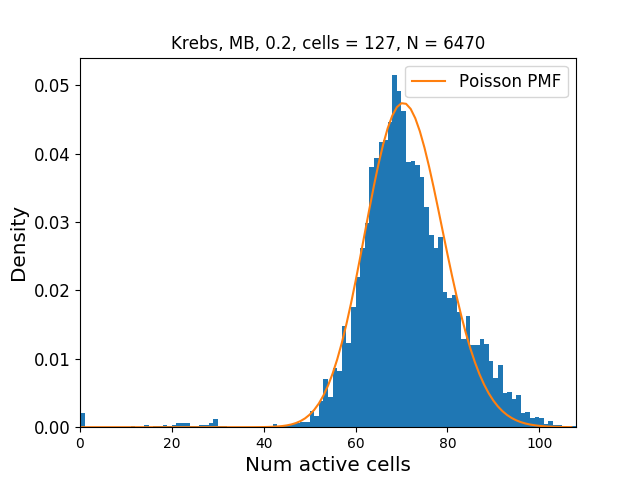 Krebs, MB, 0.2, cells = 127, N = 6470
Poisson PMF
Density
0.05
0.04
0.03
0.02
0.01
0.00
0 20 40 60 80 100
Num active cells